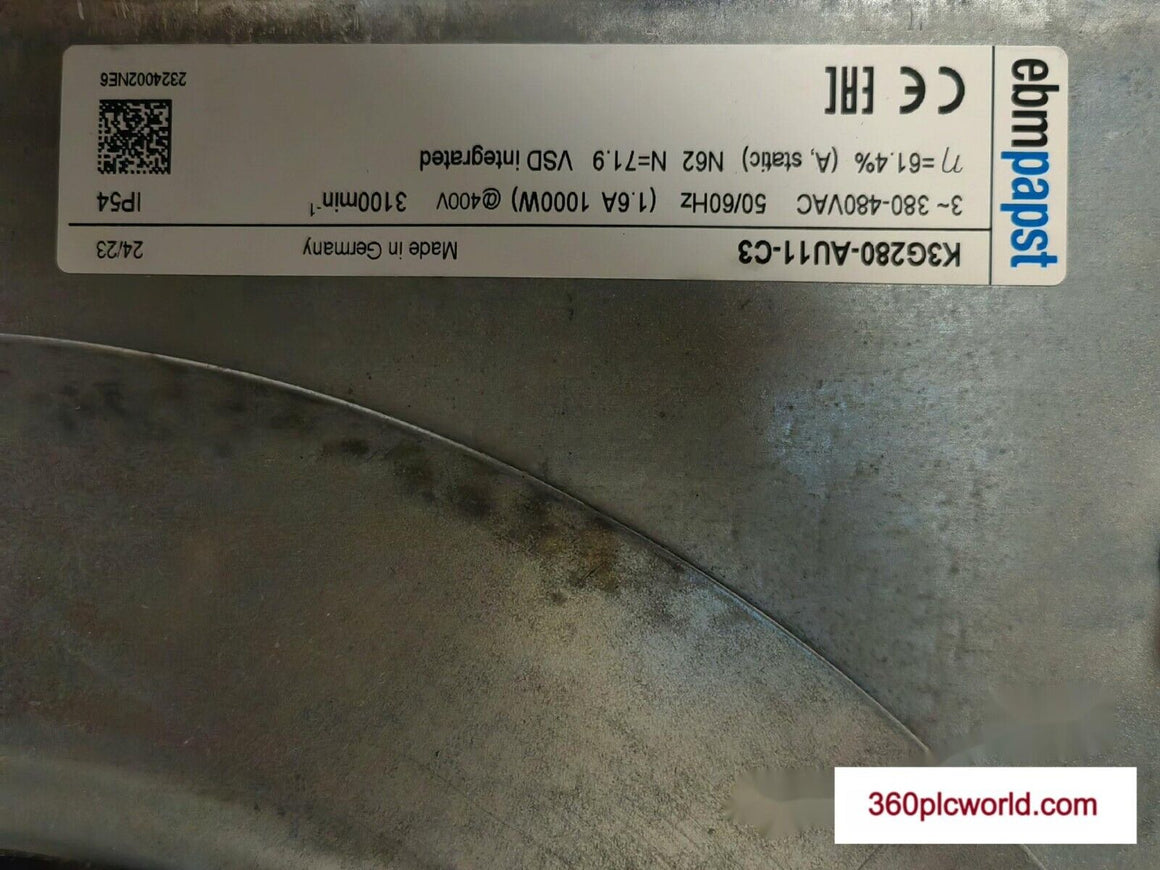 ebmpapst
K3G280-AU11-C3 Made in Germany 24/23
3~ 380-480VAC 50/60Hz (1.6A 1000W) @400V 3100min⁻¹ IP54
η=61.4% (A, static) N62 N=71.9 VSD integrated
CE EAC
2324002NE6
360plcworld.com